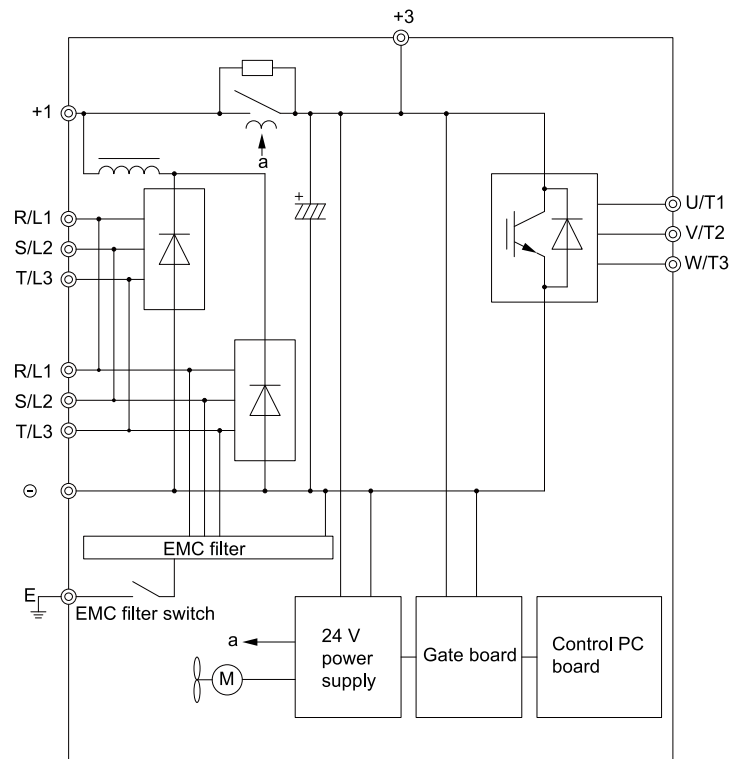 +3
+1
a
+
R/L1
S/L2
T/L3
U/T1
V/T2
W/T3
R/L1
S/L2
T/L3
⊖
EMC filter
E
EMC filter switch
a
M
24 V
power
supply
Gate board
Control PC
board